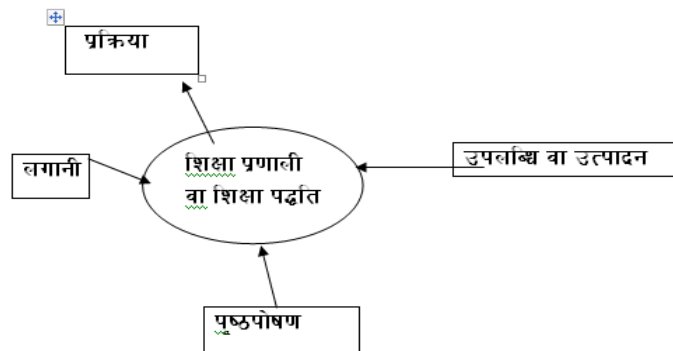 प्रक्रिया
लगानी
शिक्षा प्रणाली
वा शिक्षा पद्धति
उपलब्धि वा उत्पादन
पृष्ठपोषण